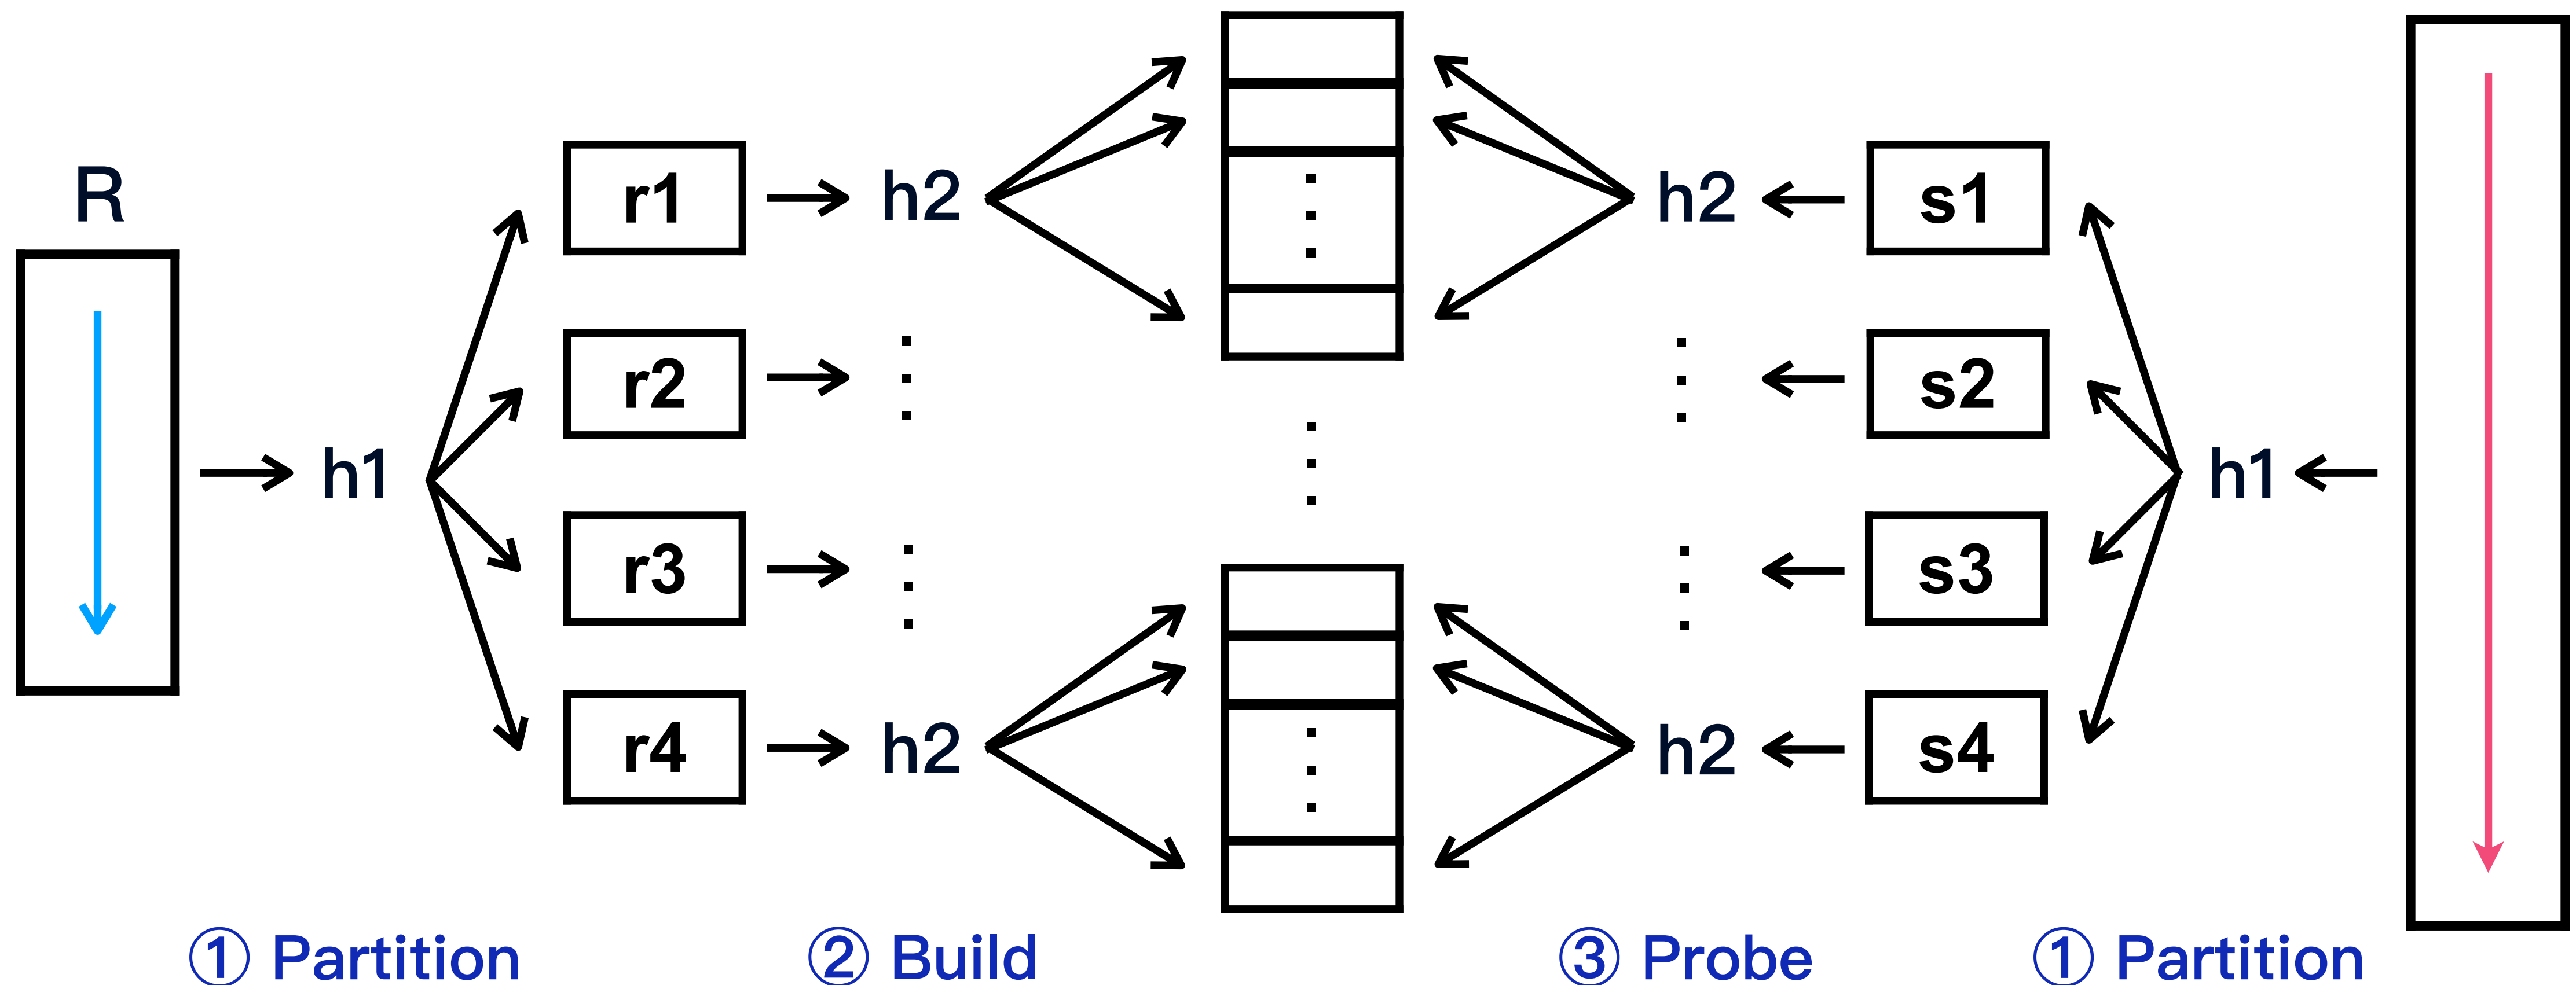 R
h1
r1
r2
r3
r4
h2
h2
h2
h2
s1
s2
s3
s4
h1
① Partition
② Build
③ Probe
① Partition